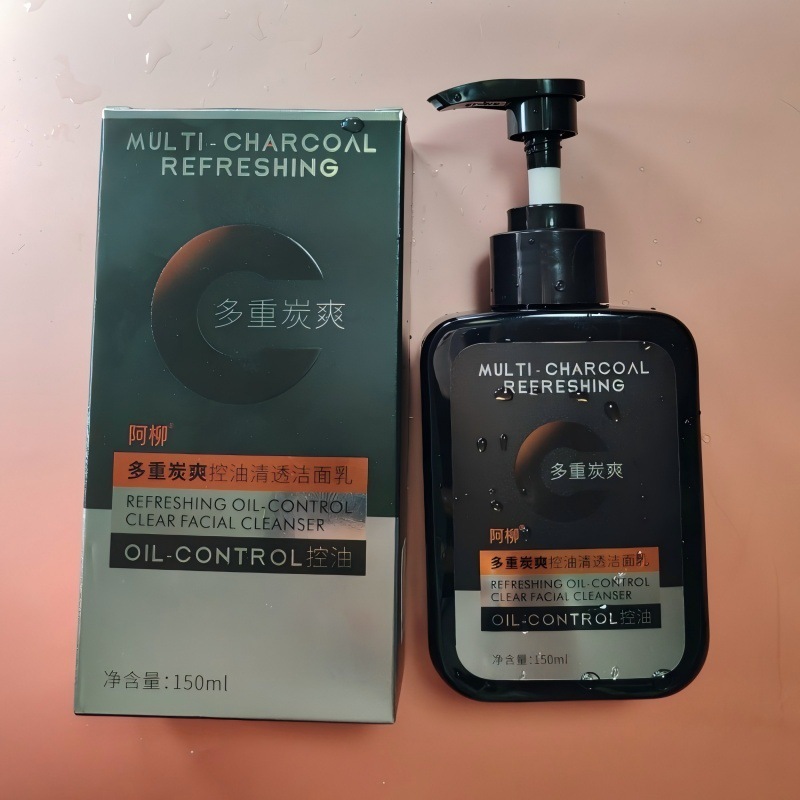 MULTI-CHARCOAL
REFRESHING
多重炭爽
阿柳®
多重炭爽控油清透洁面乳
REFRESHING OIL-CONTROL
CLEAR FACIAL CLEANSER
OIL-CONTROL控油
净含量:150ml
MULTI-CHARCOAL
REFRESHING
多重炭爽
阿柳®
多重炭爽控油清透洁面乳
REFRESHING OIL-CONTROL
CLEAR FACIAL CLEANSER
OIL-CONTROL控油
净含量:150ml